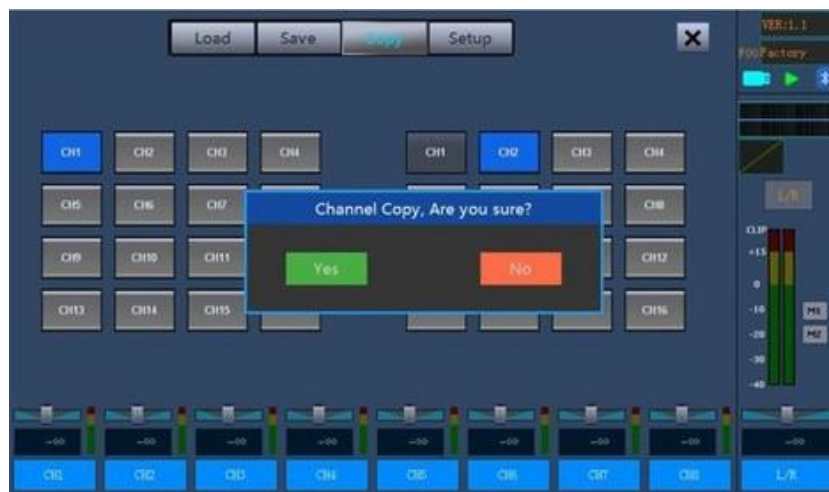 Load Save Copy Setup
VER:1.1
F00Factory
CH1 CH2 CH3 CH4 CH1 CH2 CH3 CH4
CH5 CH6 CH7 CH8
Channel Copy, Are you sure?
L/R
CH9 CH10 CH11 CH12
Yes No
CLIP
+15
0
CH13 CH14 CH15 CH16
-10 M1
-20 M2
-30
-40
-∞ -∞ -∞ -∞ -∞ -∞ -∞ -∞ -∞
CH1 CH2 CH3 CH4 CH5 CH6 CH7 CH8 L/R